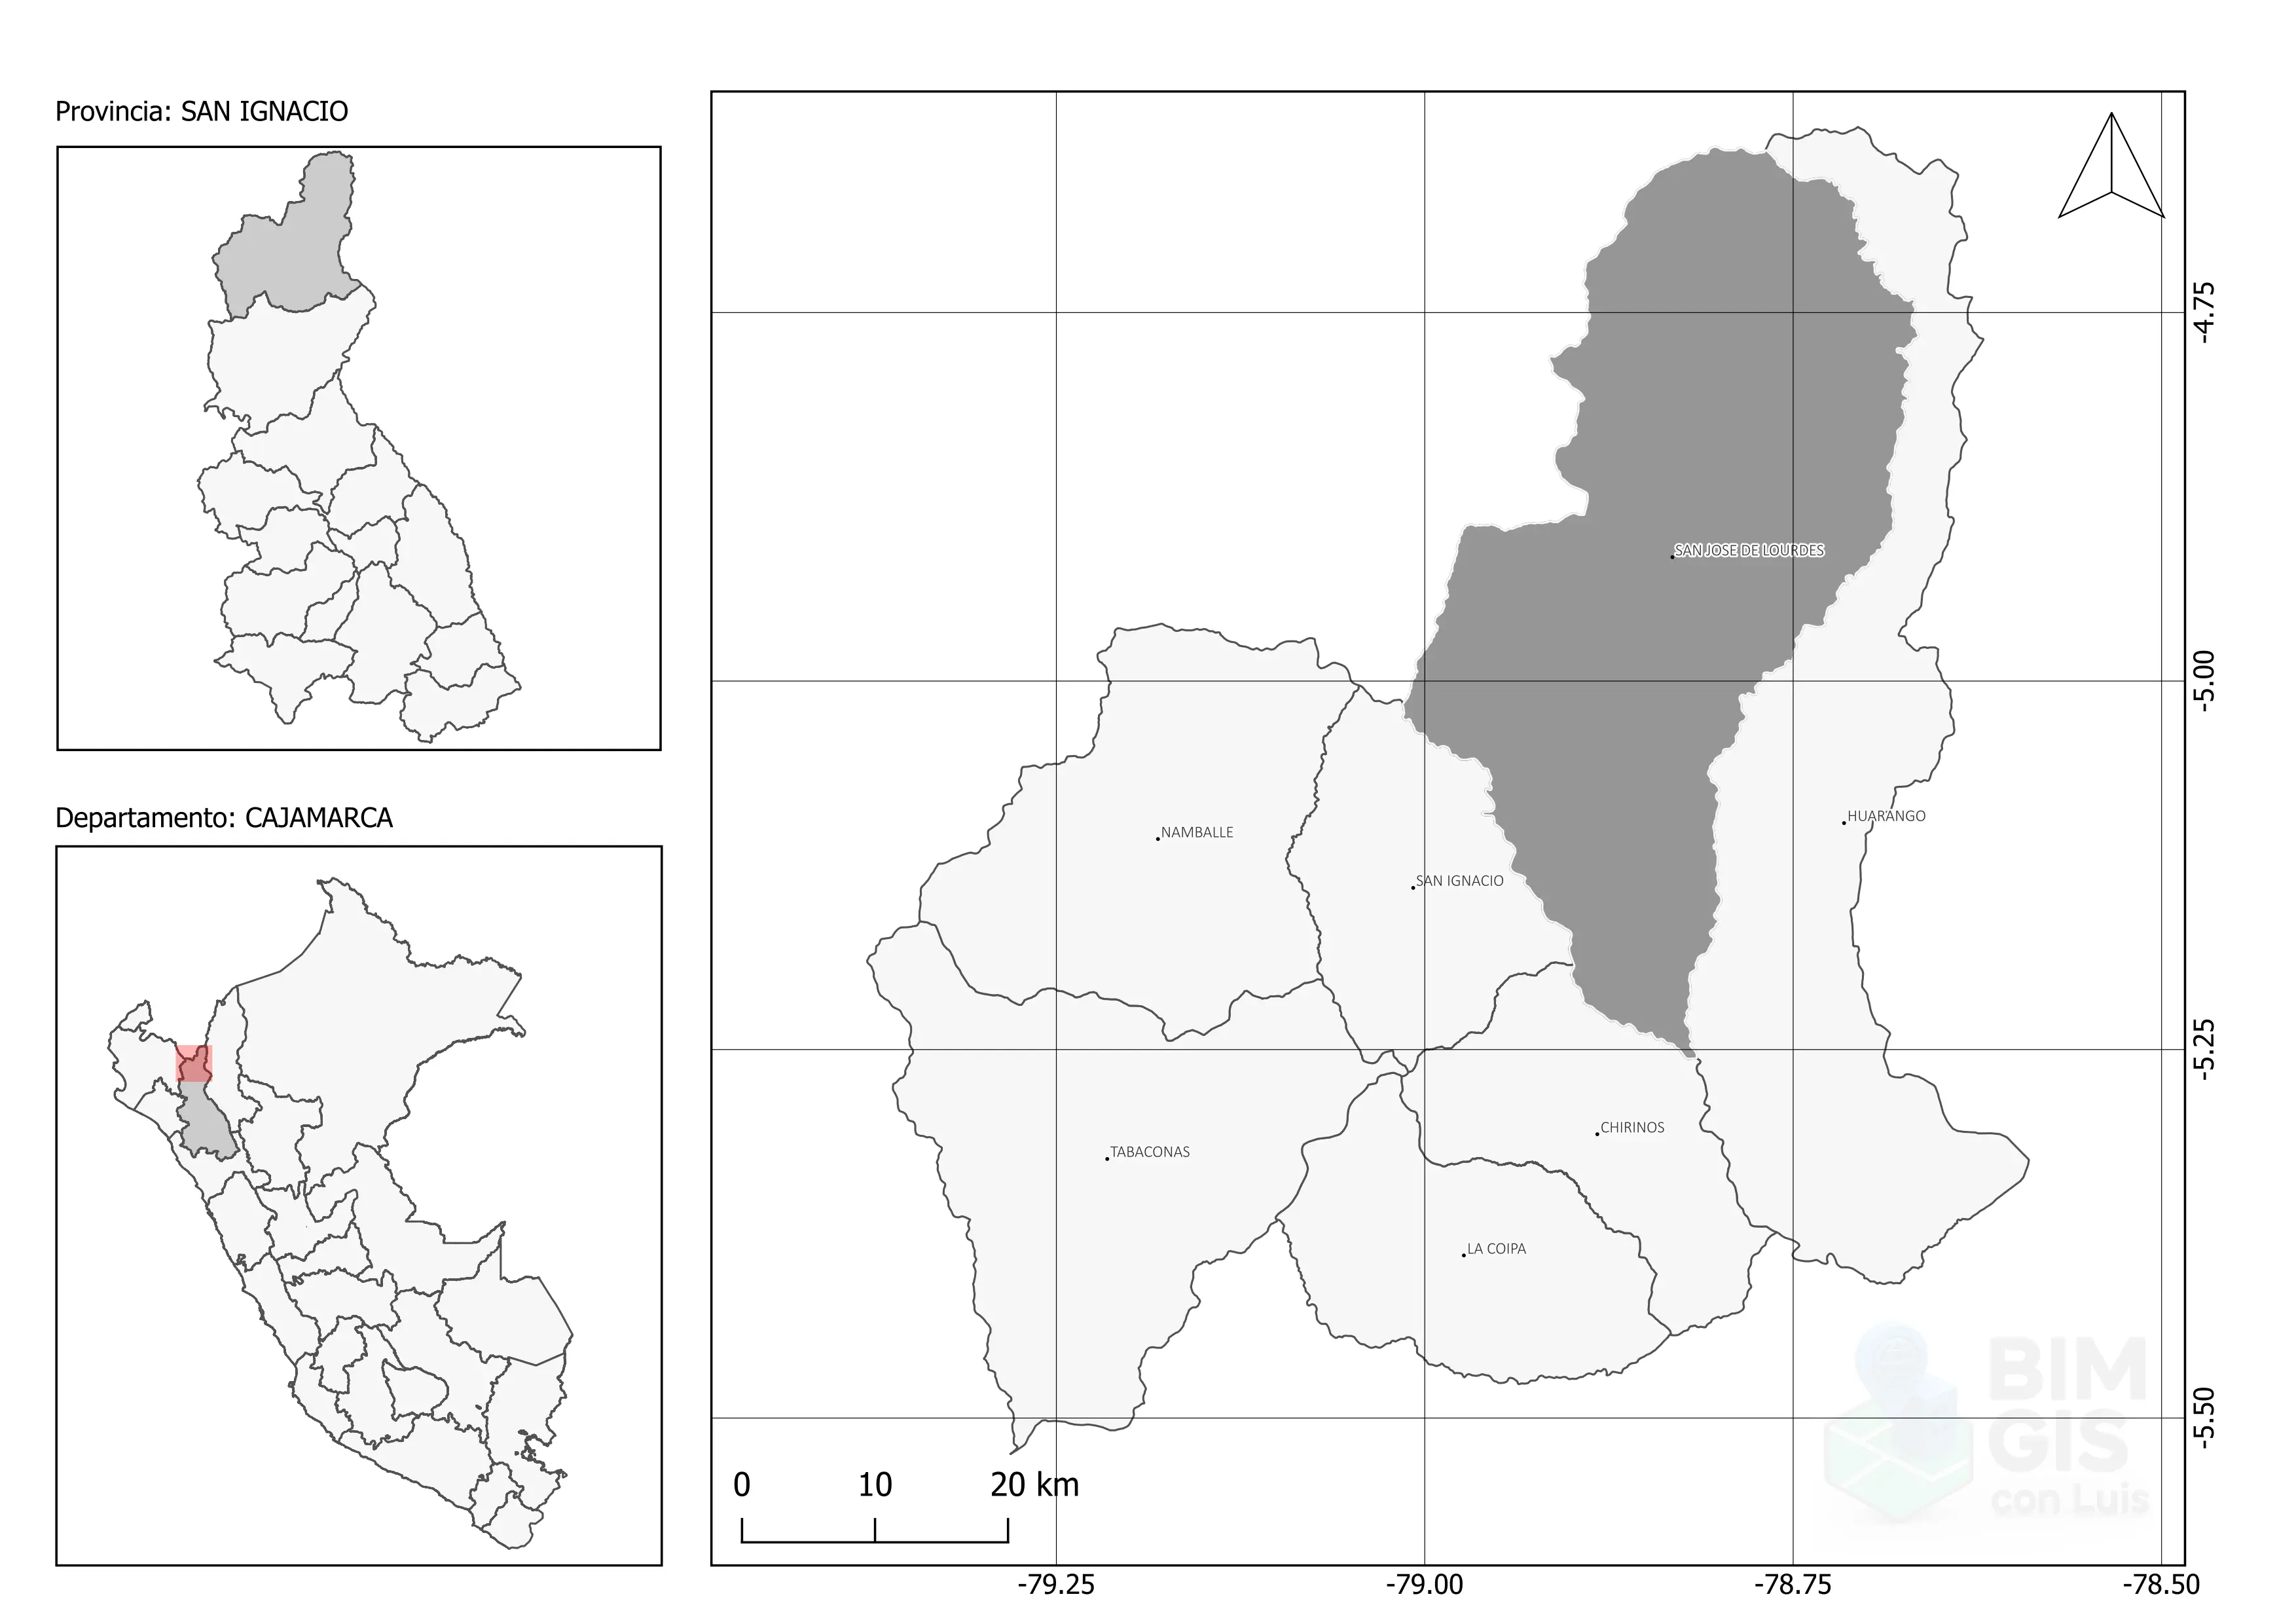 Provincia: SAN IGNACIO
Departamento: CAJAMARCA
SAN JOSE DE LOURDES
HUARANGO
NAMBALLE
SAN IGNACIO
CHIRINOS
TABACONAS
LA COIPA
-4.75
-5.00
-5.25
-5.50
0 10 20 km
BIM
GIS
con Luis
-79.25 -79.00 -78.75 -78.50